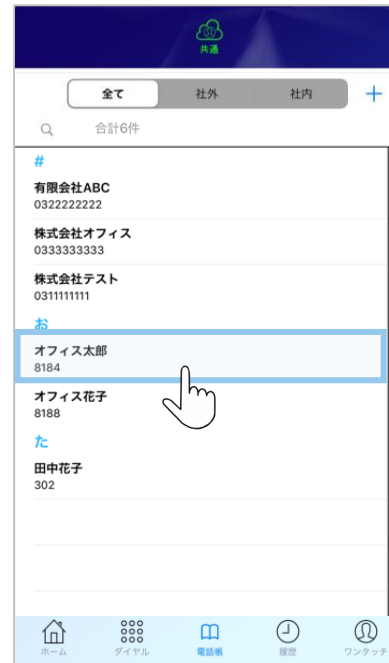 共通
全て 社外 社内 +
合計6件
#
有限会社ABC
0322222222
株式会社オフィス
0333333333
株式会社テスト
0311111111
お
オフィス太郎
8184
オフィス花子
8188
た
田中花子
302
ホーム ダイヤル 電話帳 履歴 ワンタッチ